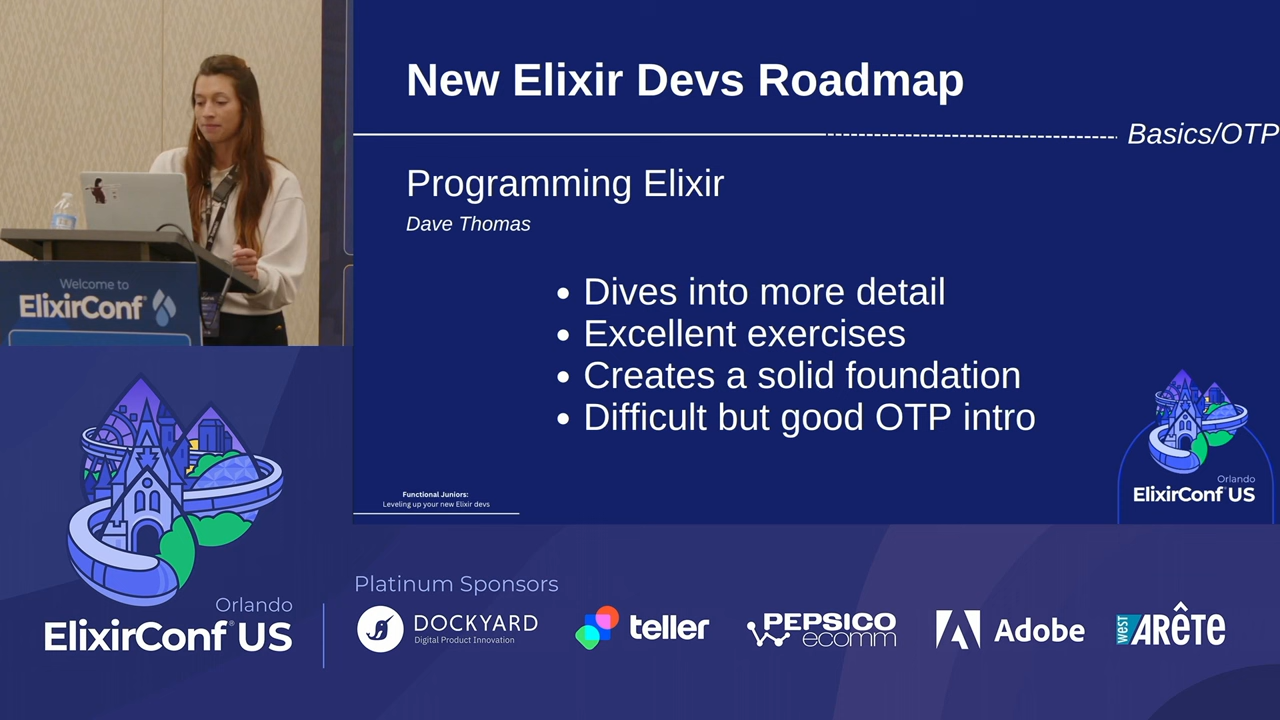 New Elixir Devs Roadmap
Basics/OTP
Programming Elixir
Dave Thomas
• Dives into more detail
• Excellent exercises
• Creates a solid foundation
• Difficult but good OTP intro
Functional Juniors:
Leveling up your new Elixir devs
Orlando
ElixirConf US
Welcome to
ElixirConf
Orlando
ElixirConf US
Platinum Sponsors
DOCKYARD
Digital Product Innovation
teller
PEPSICO
ecomm
Adobe
west ARÊTE